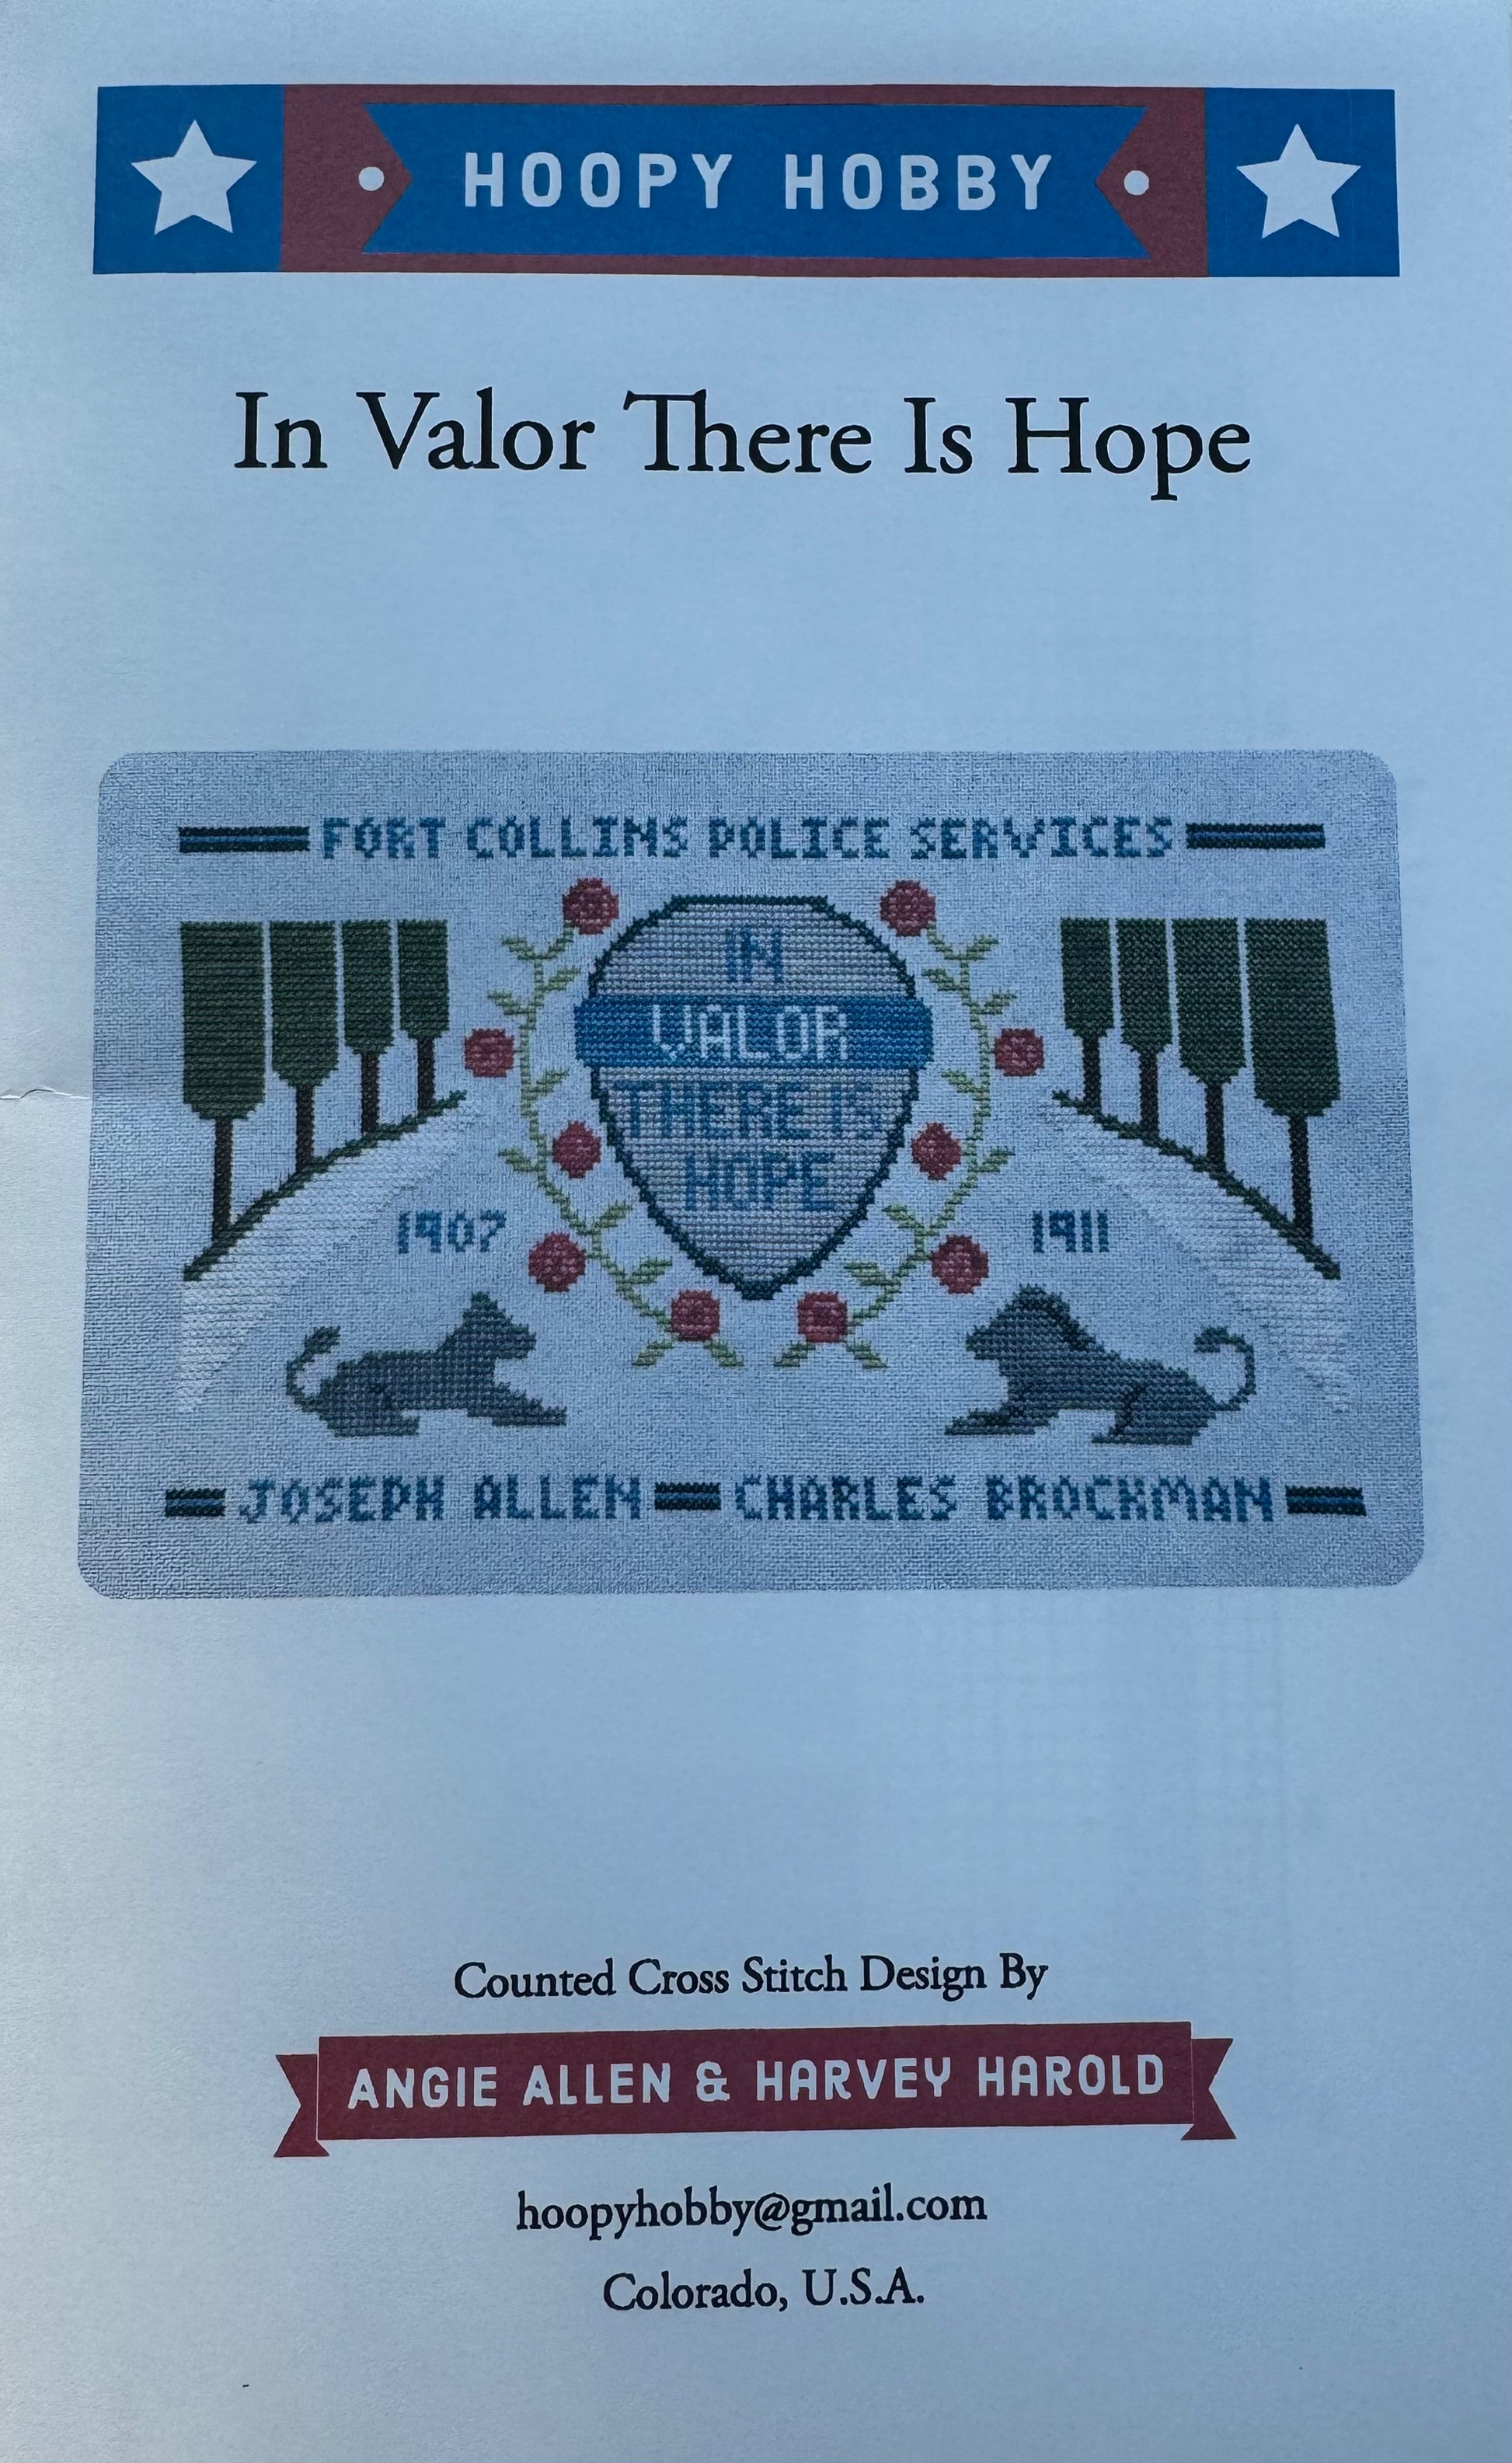 HOOPY HOBBY
In Valor There Is Hope
FORT COLLINS POLICE SERVICES
IN
VALOR
THERE IS
HOPE
1907
1911
JOSEPH ALLEN
CHARLES BROCKMAN
Counted Cross Stitch Design By
ANGIE ALLEN & HARVEY HAROLD
hoopyhobby@gmail.com
Colorado, U.S.A.